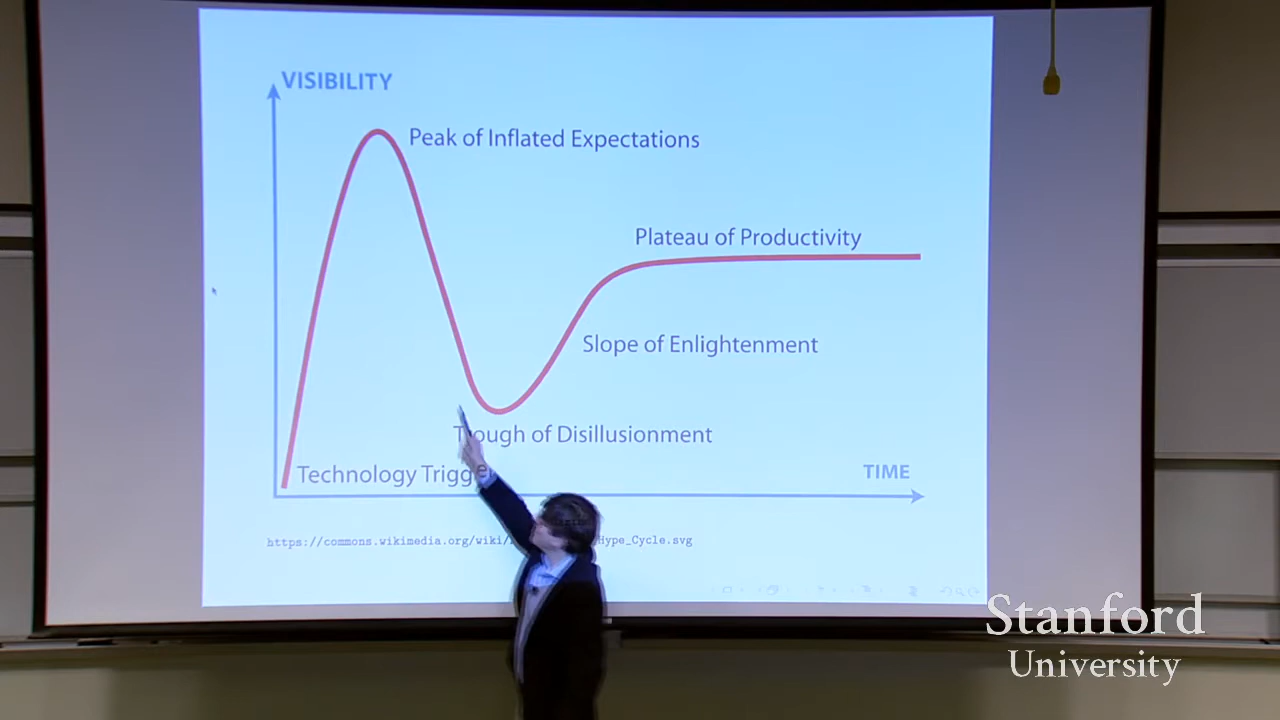 VISIBILITY
Peak of Inflated Expectations
Plateau of Productivity
Slope of Enlightenment
Trough of Disillusionment
Technology Trigge
TIME
https://commons.wikimedia.org/wiki/ Hype_Cycle.svg
Stanford
University